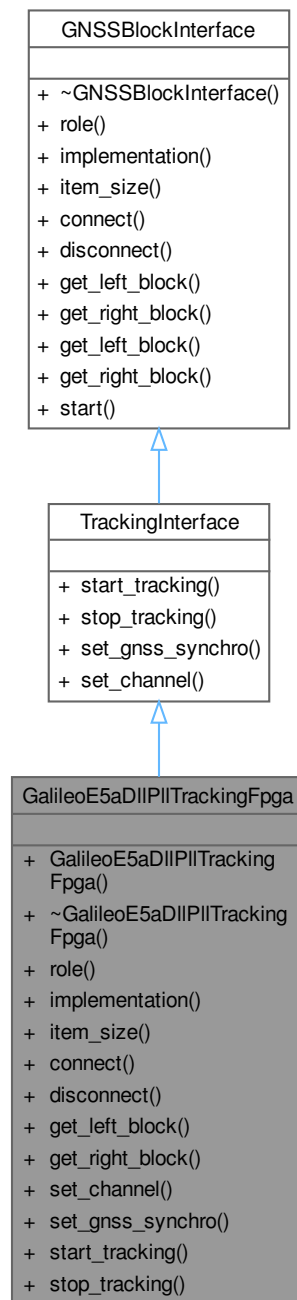 GNSSBlockInterface
+ ~GNSSBlockInterface()
+ role()
+ implementation()
+ item_size()
+ connect()
+ disconnect()
+ get_left_block()
+ get_right_block()
+ get_left_block()
+ get_right_block()
+ start()
TrackingInterface
+ start_tracking()
+ stop_tracking()
+ set_gnss_synchro()
+ set_channel()
GalileoE5aDllPllTrackingFpga
+ GalileoE5aDllPllTracking
Fpga()
+ ~GalileoE5aDllPllTracking
Fpga()
+ role()
+ implementation()
+ item_size()
+ connect()
+ disconnect()
+ get_left_block()
+ get_right_block()
+ set_channel()
+ set_gnss_synchro()
+ start_tracking()
+ stop_tracking()